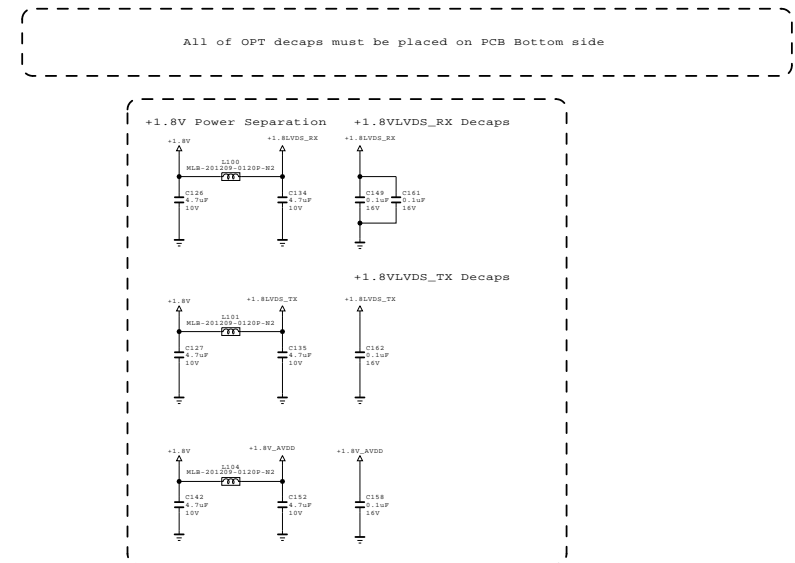 All of OPT decaps must be placed on PCB Bottom side
+1.8V Power Separation
+1.8VLVDS_RX Decaps
+1.8V
+1.8LVDS_RX
+1.8LVDS_RX
L100
MLB-201209-0120P-N2
C126
4.7uF
10V
C134
4.7uF
10V
C149
0.1uF
16V
C161
0.1uF
16V
+1.8VLVDS_TX Decaps
+1.8V
+1.8LVDS_TX
+1.8LVDS_TX
L101
MLB-201209-0120P-N2
C127
4.7uF
10V
C135
4.7uF
10V
C162
0.1uF
16V
+1.8V
+1.8V_AVDD
+1.8V_AVDD
L104
MLB-201209-0120P-N2
C142
4.7uF
10V
C152
4.7uF
10V
C158
0.1uF
16V